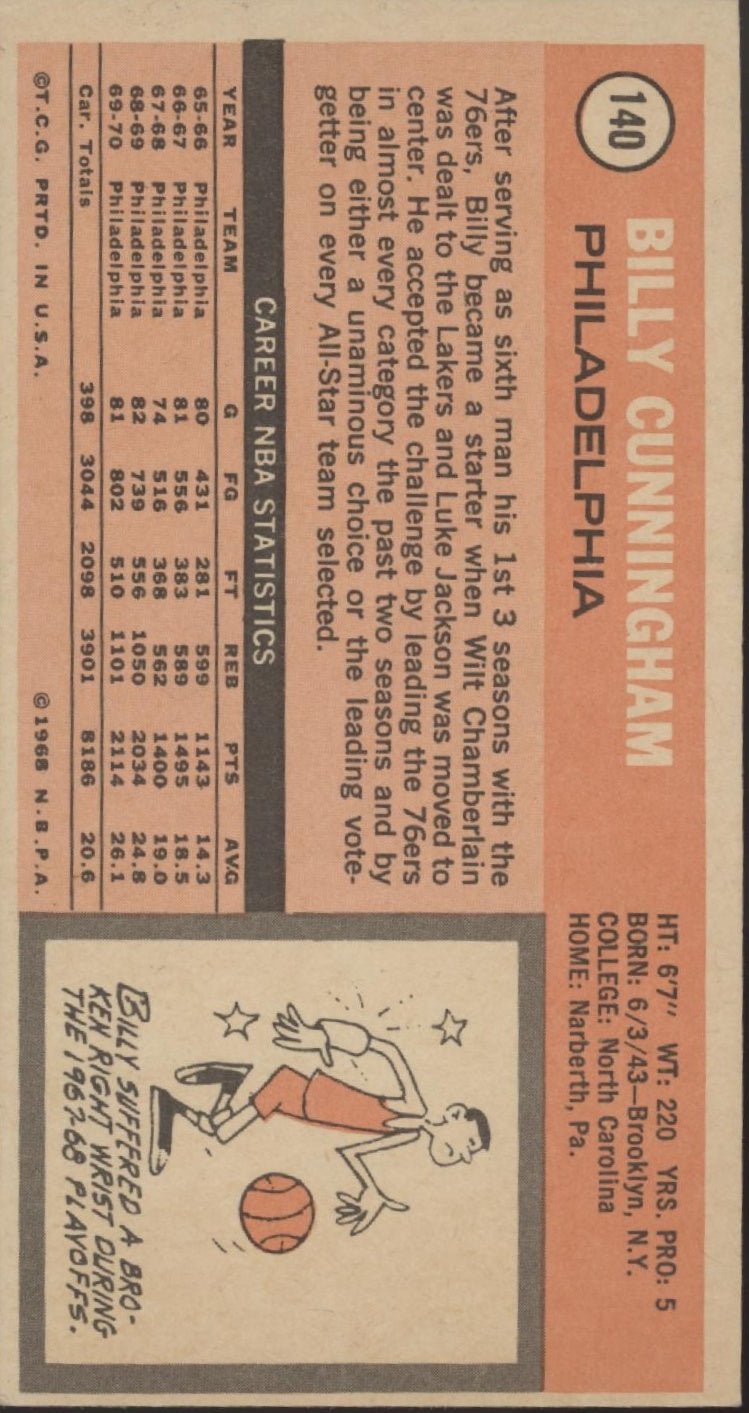 140
BILLY CUNNINGHAM
PHILADELPHIA
HT: 6'7" WT: 220 YRS. PRO: 5
BORN: 6/3/43—Brooklyn, N.Y.
COLLEGE: North Carolina
HOME: Narberth, Pa.
After serving as sixth man his 1st 3 seasons with the
76ers, Billy became a starter when Wilt Chamberlain
was dealt to the Lakers and Luke Jackson was moved to
center. He accepted the challenge by leading the 76ers
in almost every category the past two seasons and by
being either a unaminous choice or the leading vote-
getter on every All-Star team selected.
CAREER NBA STATISTICS
YEAR TEAM G FG FT REB PTS AVG
65-66 Philadelphia 80 431 281 599 1143 14.3
66-67 Philadelphia 81 556 383 589 1495 18.5
67-68 Philadelphia 74 516 368 562 1400 19.0
68-69 Philadelphia 82 739 556 1050 2034 24.8
69-70 Philadelphia 81 802 510 1101 2114 26.1
Car. Totals 398 3044 2098 3901 8186 20.6
©T.C.G. PRTD. IN U.S.A. ©1968 N.B.P.A.
BILLY SUFFERED A BRO-
KEN RIGHT WRIST DURING
THE 1967-68 PLAYOFFS.